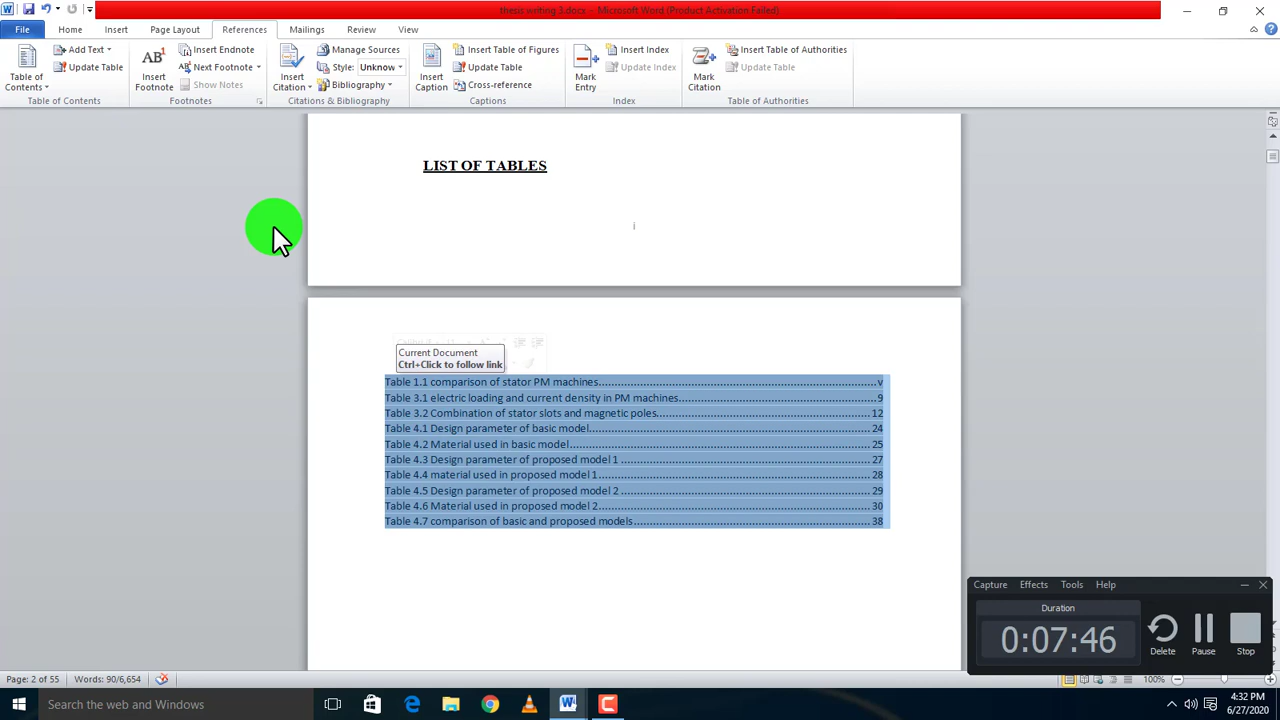 thesis writing 3.docx - Microsoft Word (Product Activation Failed)
File Home Insert Page Layout References Mailings Review View
Table of Contents
Add Text
Update Table
Table of Contents
AB¹
Insert Footnote
Insert Endnote
Next Footnote
Show Notes
Footnotes
Insert Citation
Manage Sources
Style: Unknow
Bibliography
Citations & Bibliography
Insert Caption
Insert Table of Figures
Update Table
Cross-reference
Captions
Mark Entry
Insert Index
Update Index
Index
Mark Citation
Insert Table of Authorities
Update Table
Table of Authorities
LIST OF TABLES
i
Current Document
Ctrl+Click to follow link
Table 1.1 comparison of stator PM machines v
Table 3.1 electric loading and current density in PM machines 9
Table 3.2 Combination of stator slots and magnetic poles 12
Table 4.1 Design parameter of basic model 24
Table 4.2 Material used in basic model 25
Table 4.3 Design parameter of proposed model 1 27
Table 4.4 material used in proposed model 1 28
Table 4.5 Design parameter of proposed model 2 29
Table 4.6 Material used in proposed model 2 30
Table 4.7 comparison of basic and proposed models 38
Capture Effects Tools Help
Duration
0:07:46
Delete Pause Stop
Page: 2 of 55 Words: 90/6,654
100%
Search the web and Windows
4:32 PM
6/27/2020